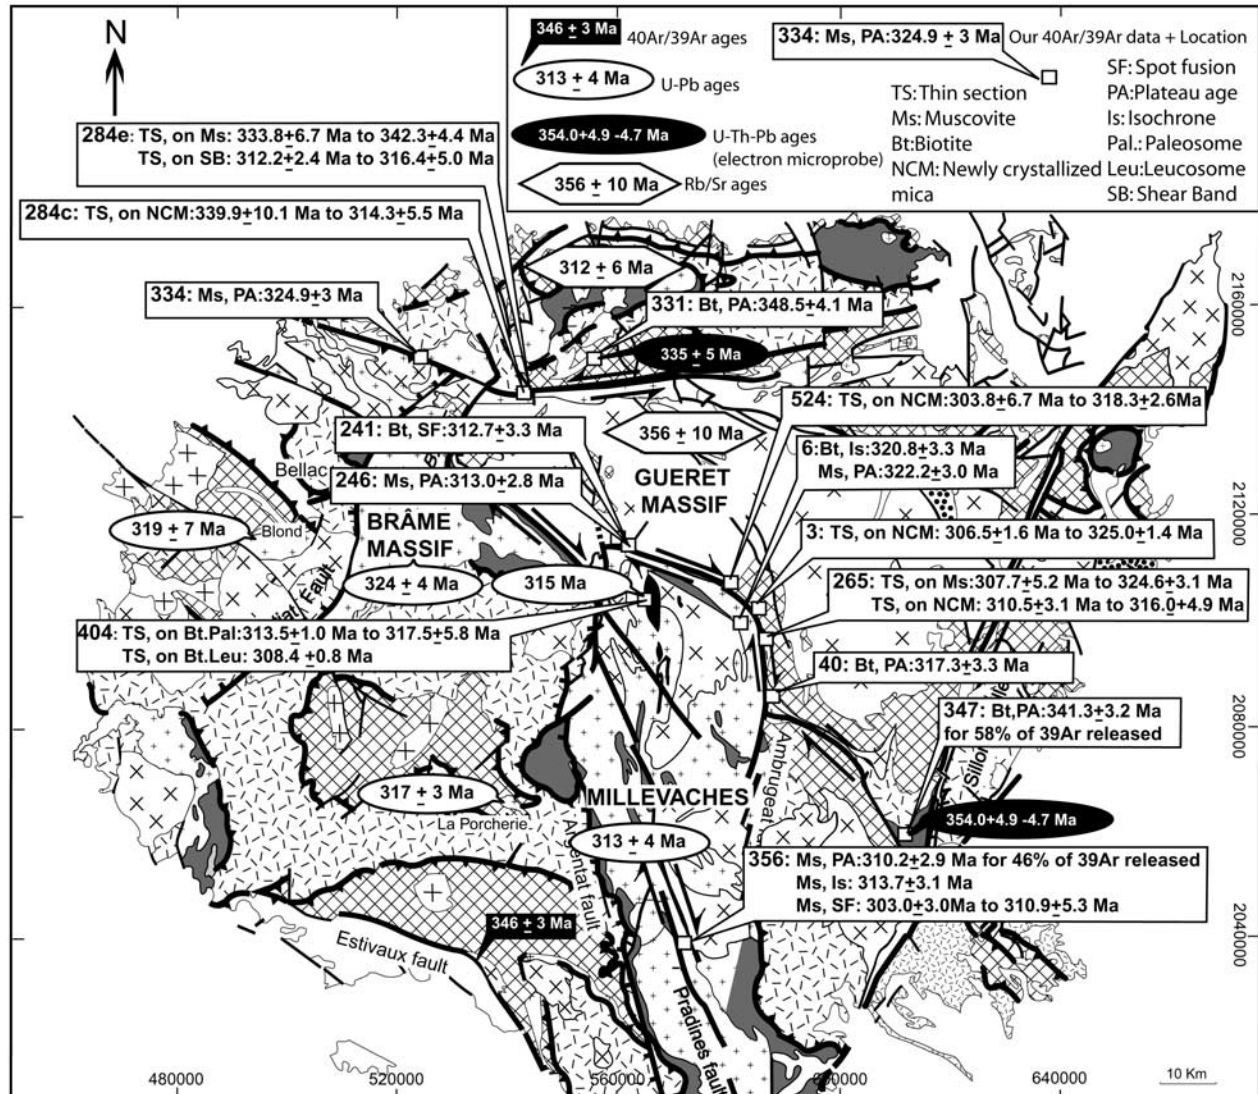 N
346 ± 3 Ma
40Ar/39Ar ages
313 ± 4 Ma
U-Pb ages
354.0+4.9 -4.7 Ma
U-Th-Pb ages
(electron microprobe)
356 ± 10 Ma
Rb/Sr ages
334: Ms, PA:324.9 ± 3 Ma
Our 40Ar/39Ar data + Location
TS:Thin section
Ms: Muscovite
Bt:Biotite
NCM: Newly crystallized
mica
SF: Spot fusion
PA:Plateau age
Is: Isochrone
Pal.: Paleosome
Leu:Leucosome
SB: Shear Band
284e: TS, on Ms: 333.8±6.7 Ma to 342.3±4.4 Ma
TS, on SB: 312.2±2.4 Ma to 316.4±5.0 Ma
284c: TS, on NCM:339.9±10.1 Ma to 314.3±5.5 Ma
312 ± 6 Ma
334: Ms, PA:324.9±3 Ma
331: Bt, PA:348.5±4.1 Ma
2160000
335 ± 5 Ma
524: TS, on NCM:303.8±6.7 Ma to 318.3±2.6Ma
241: Bt, SF:312.7±3.3 Ma
356 ± 10 Ma
6:Bt, Is:320.8±3.3 Ma
Ms, PA:322.2±3.0 Ma
Bellac
246: Ms, PA:313.0±2.8 Ma
GUERET
MASSIF
2120000
319 ± 7 Ma
Blond
BRÂME
MASSIF
3: TS, on NCM: 306.5±1.6 Ma to 325.0±1.4 Ma
324 ± 4 Ma
315 Ma
265: TS, on Ms:307.7±5.2 Ma to 324.6±3.1 Ma
TS, on NCM: 310.5±3.1 Ma to 316.0+4.9 Ma
Fault
404: TS, on Bt.Pal:313.5±1.0 Ma to 317.5±5.8 Ma
TS, on Bt.Leu: 308.4 ±0.8 Ma
40: Bt, PA:317.3±3.3 Ma
347: Bt,PA:341.3±3.2 Ma
for 58% of 39Ar released
2080000
Ambrugeat
Sillon
317 ± 3 Ma
La Porcherie
MILLEVACHES
354.0+4.9 -4.7 Ma
313 ± 4 Ma
Argentat fault
356: Ms, PA:310.2±2.9 Ma for 46% of 39Ar released
Ms, Is: 313.7±3.1 Ma
Ms, SF: 303.0±3.0Ma to 310.9±5.3 Ma
346 ± 3 Ma
Estivaux fault
2040000
Pradines fault
480000
520000
560000
640000
10 Km